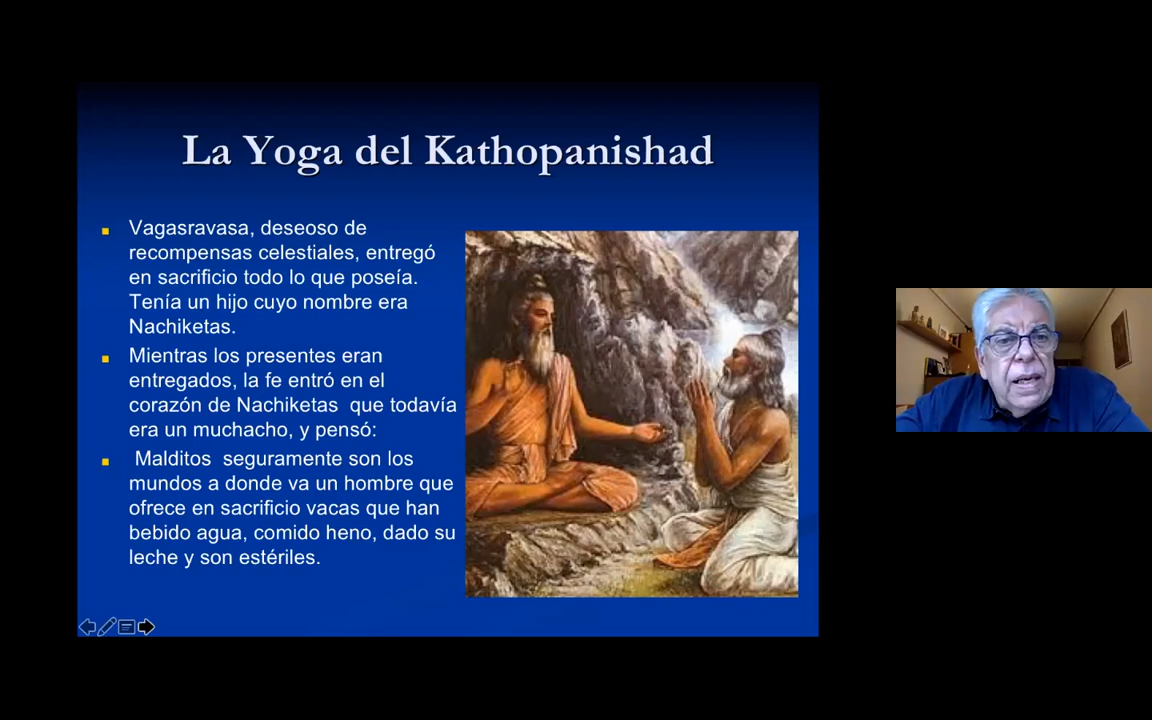 La Yoga del Kathopanishad
Vagasravasa, deseoso de
recompensas celestiales, entregó
en sacrificio todo lo que poseía.
Tenía un hijo cuyo nombre era
Nachiketas.
Mientras los presentes eran
entregados, la fe entró en el
corazón de Nachiketas que todavía
era un muchacho, y pensó:
Malditos seguramente son los
mundos a donde va un hombre que
ofrece en sacrificio vacas que han
bebido agua, comido heno, dado su
leche y son estériles.